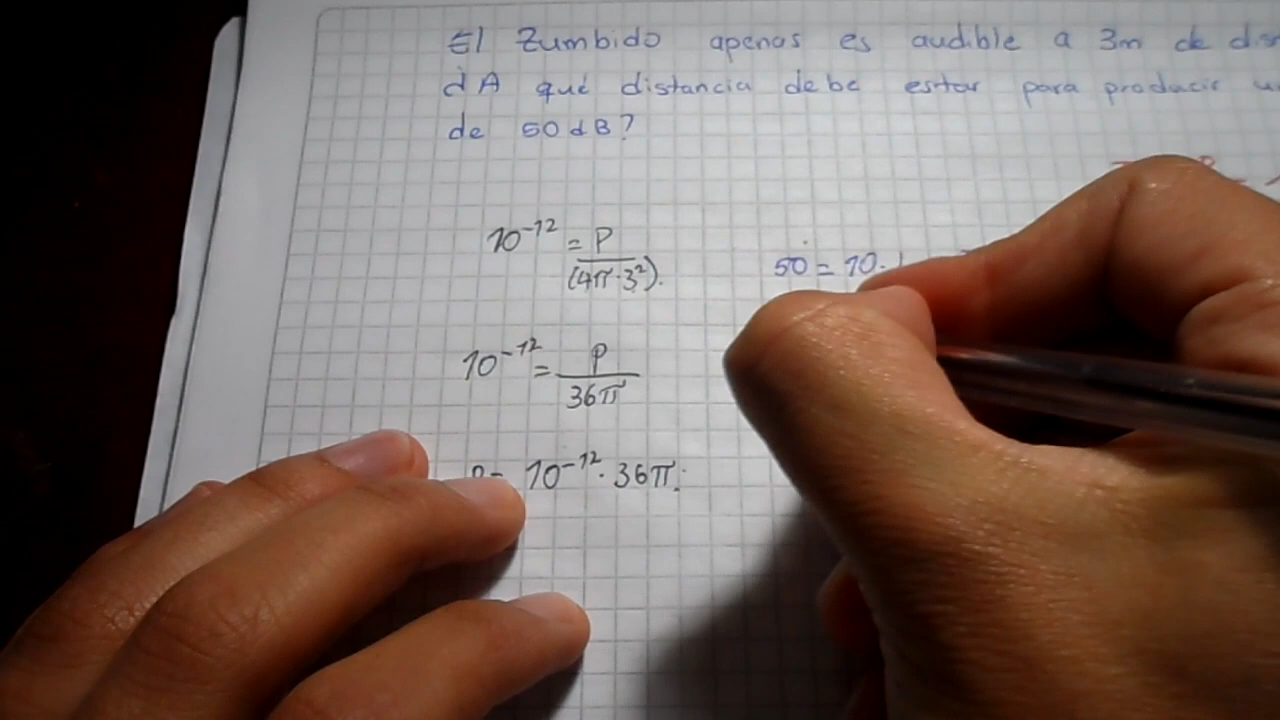 El Zumbido apenas es audible a 3m de
¿A qué distancia debe estar para producir
de 50 dB?
10⁻¹² = P
(4π·3²).
50 = 10.
10⁻¹² = P
36π
10⁻¹² · 36π.